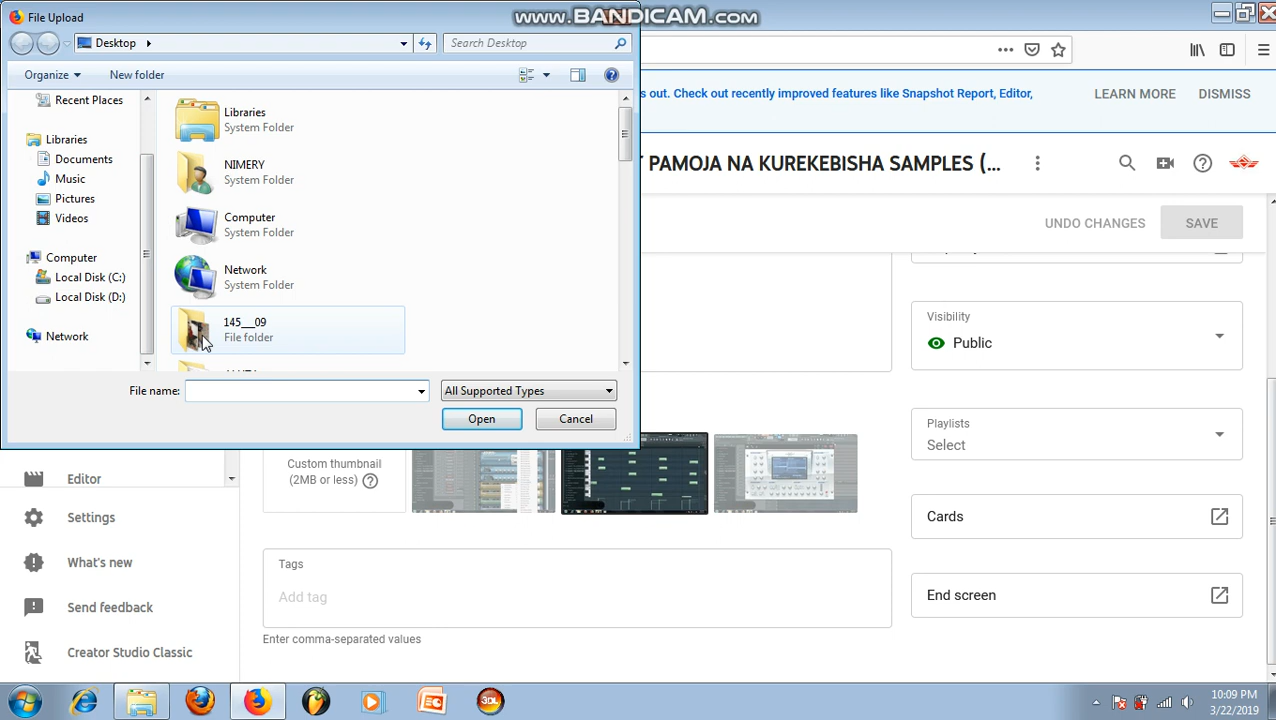 File Upload
www.BANDICAM.com
Desktop
Search Desktop
Organize
New folder
Recent Places
Libraries
Documents
Music
Pictures
Videos
Computer
Local Disk (C:)
Local Disk (D:)
Network
Libraries
System Folder
NIMERY
System Folder
Computer
System Folder
Network
System Folder
145__09
File folder
File name:
All Supported Types
Open
Cancel
s out. Check out recently improved features like Snapshot Report, Editor,
LEARN MORE
DISMISS
PAMOJA NA KUREKEBISHA SAMPLES (...
UNDO CHANGES
SAVE
Visibility
Public
Playlists
Select
Cards
End screen
Custom thumbnail
(2MB or less)
Tags
Add tag
Enter comma-separated values
Editor
Settings
What's new
Send feedback
Creator Studio Classic
3DL
10:09 PM
3/22/2019